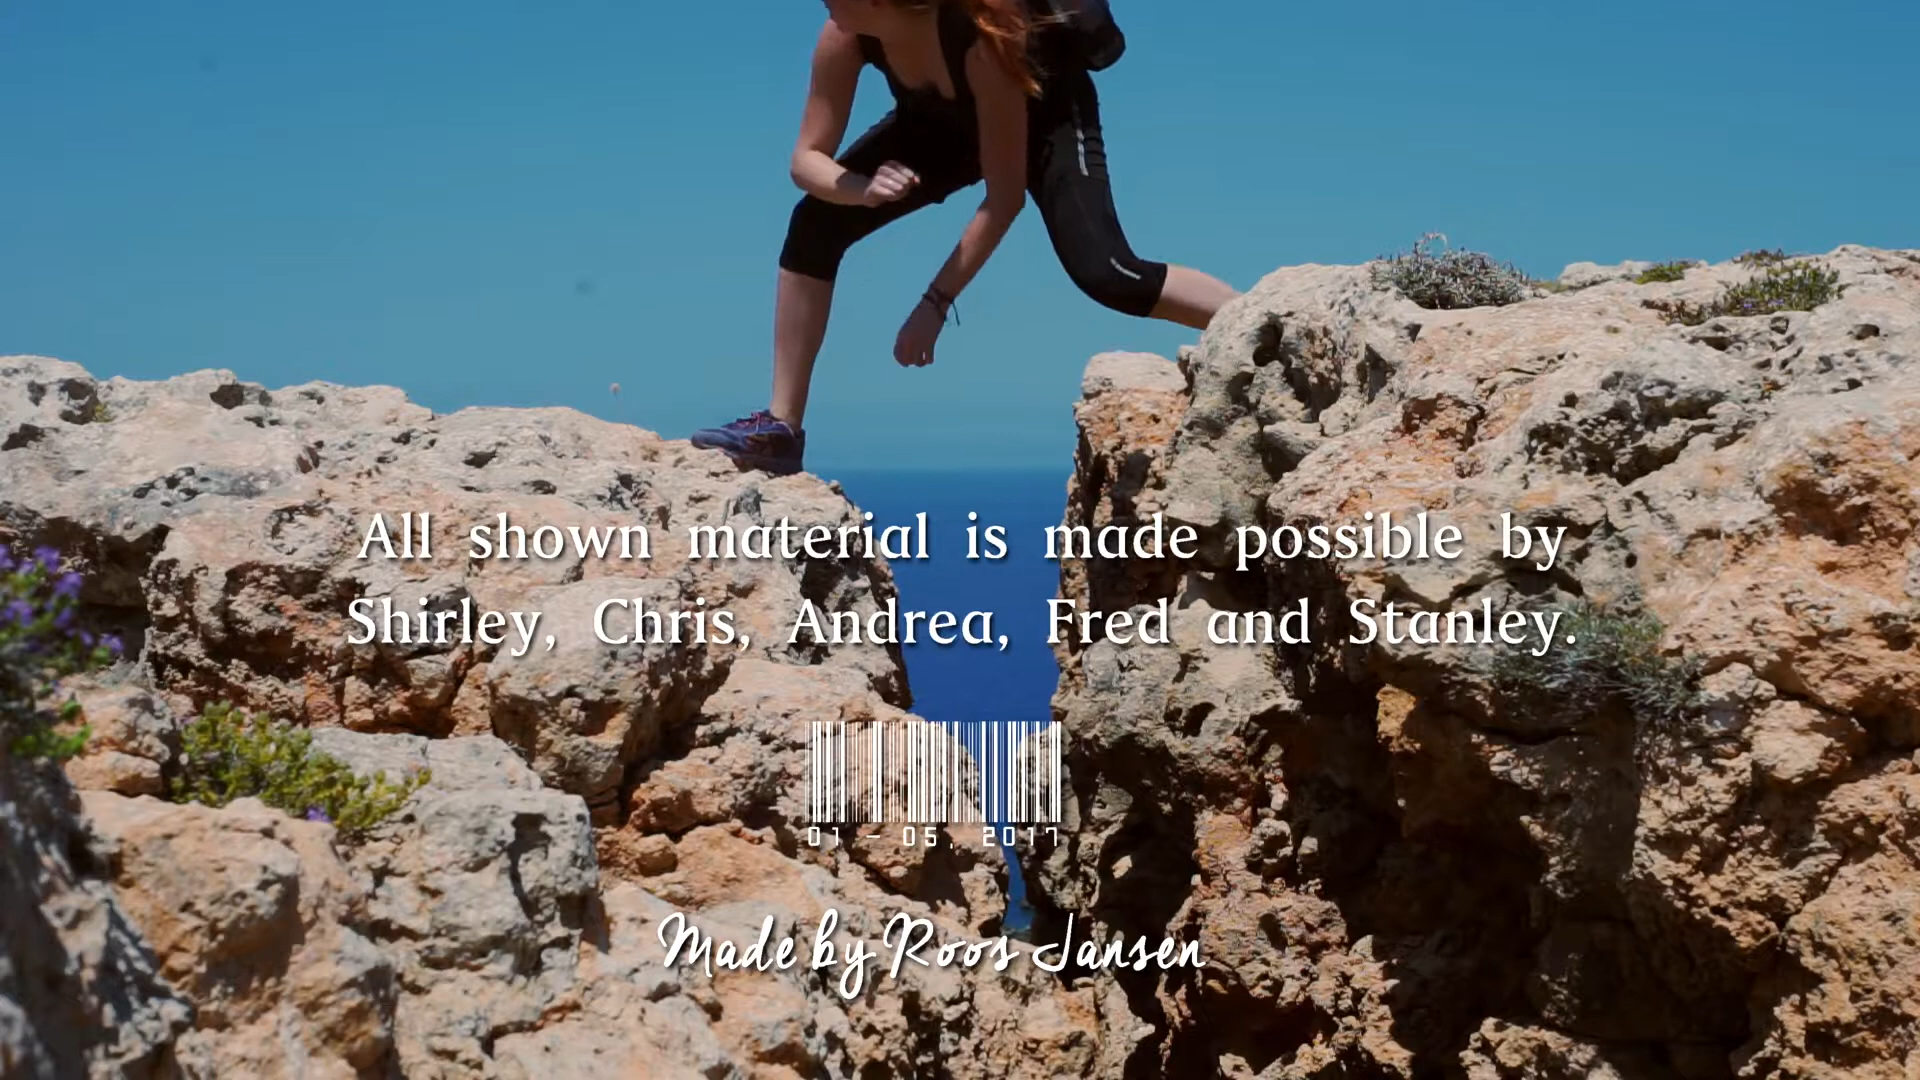 All shown material is made possible by
Shirley, Chris, Andrea, Fred and Stanley.
01 - 05, 2017
Made by Roos Jansen